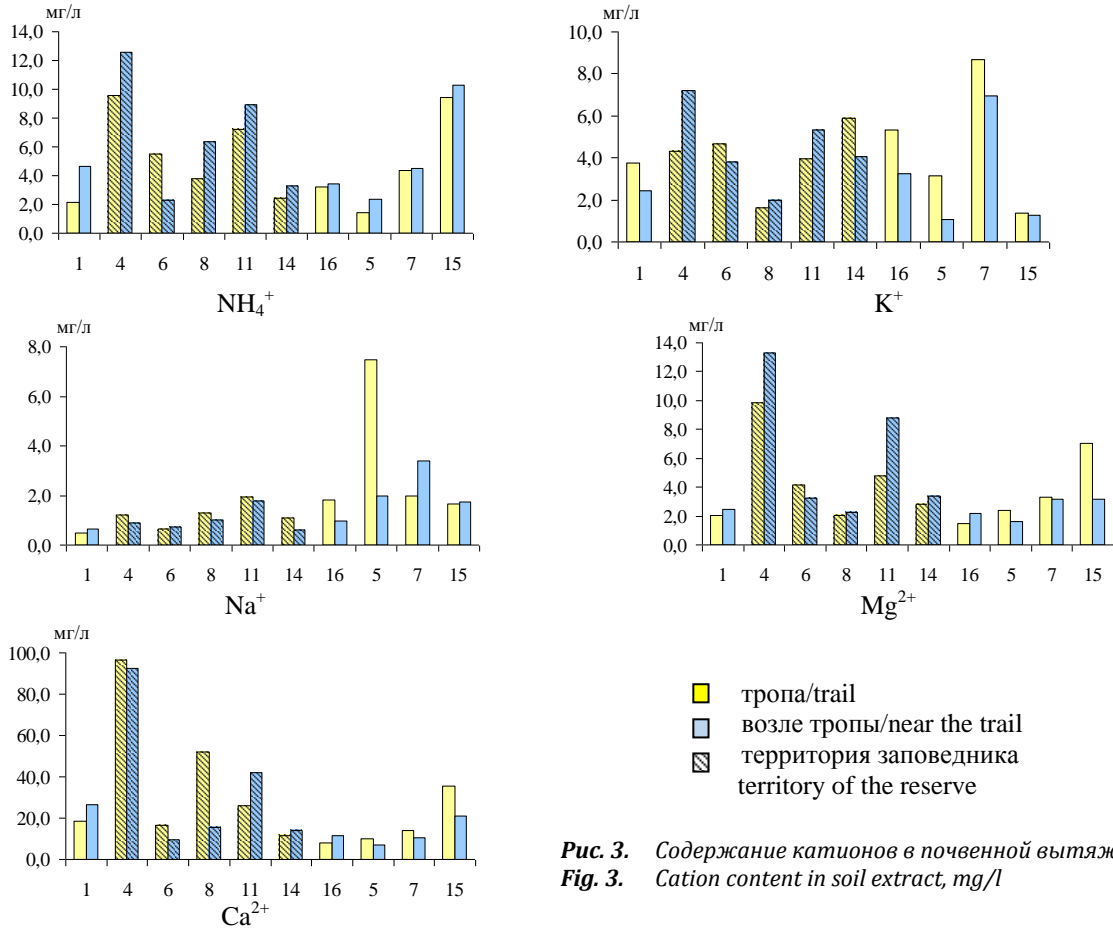 мг/л
14,0
12,0
10,0
8,0
6,0
4,0
2,0
0,0
1 4 6 8 11 14 16 5 7 15
NH₄⁺
мг/л
10,0
8,0
6,0
4,0
2,0
0,0
1 4 6 8 11 14 16 5 7 15
K⁺
мг/л
8,0
6,0
4,0
2,0
0,0
1 4 6 8 11 14 16 5 7 15
Na⁺
мг/л
14,0
12,0
10,0
8,0
6,0
4,0
2,0
0,0
1 4 6 8 11 14 16 5 7 15
Mg²⁺
мг/л
100,0
80,0
60,0
40,0
20,0
0,0
1 4 6 8 11 14 16 5 7 15
Ca²⁺
тропа/trail
возле тропы/near the trail
территория заповедника
territory of the reserve
Рис. 3. Содержание катионов в почвенной вытяж
Fig. 3. Cation content in soil extract, mg/l